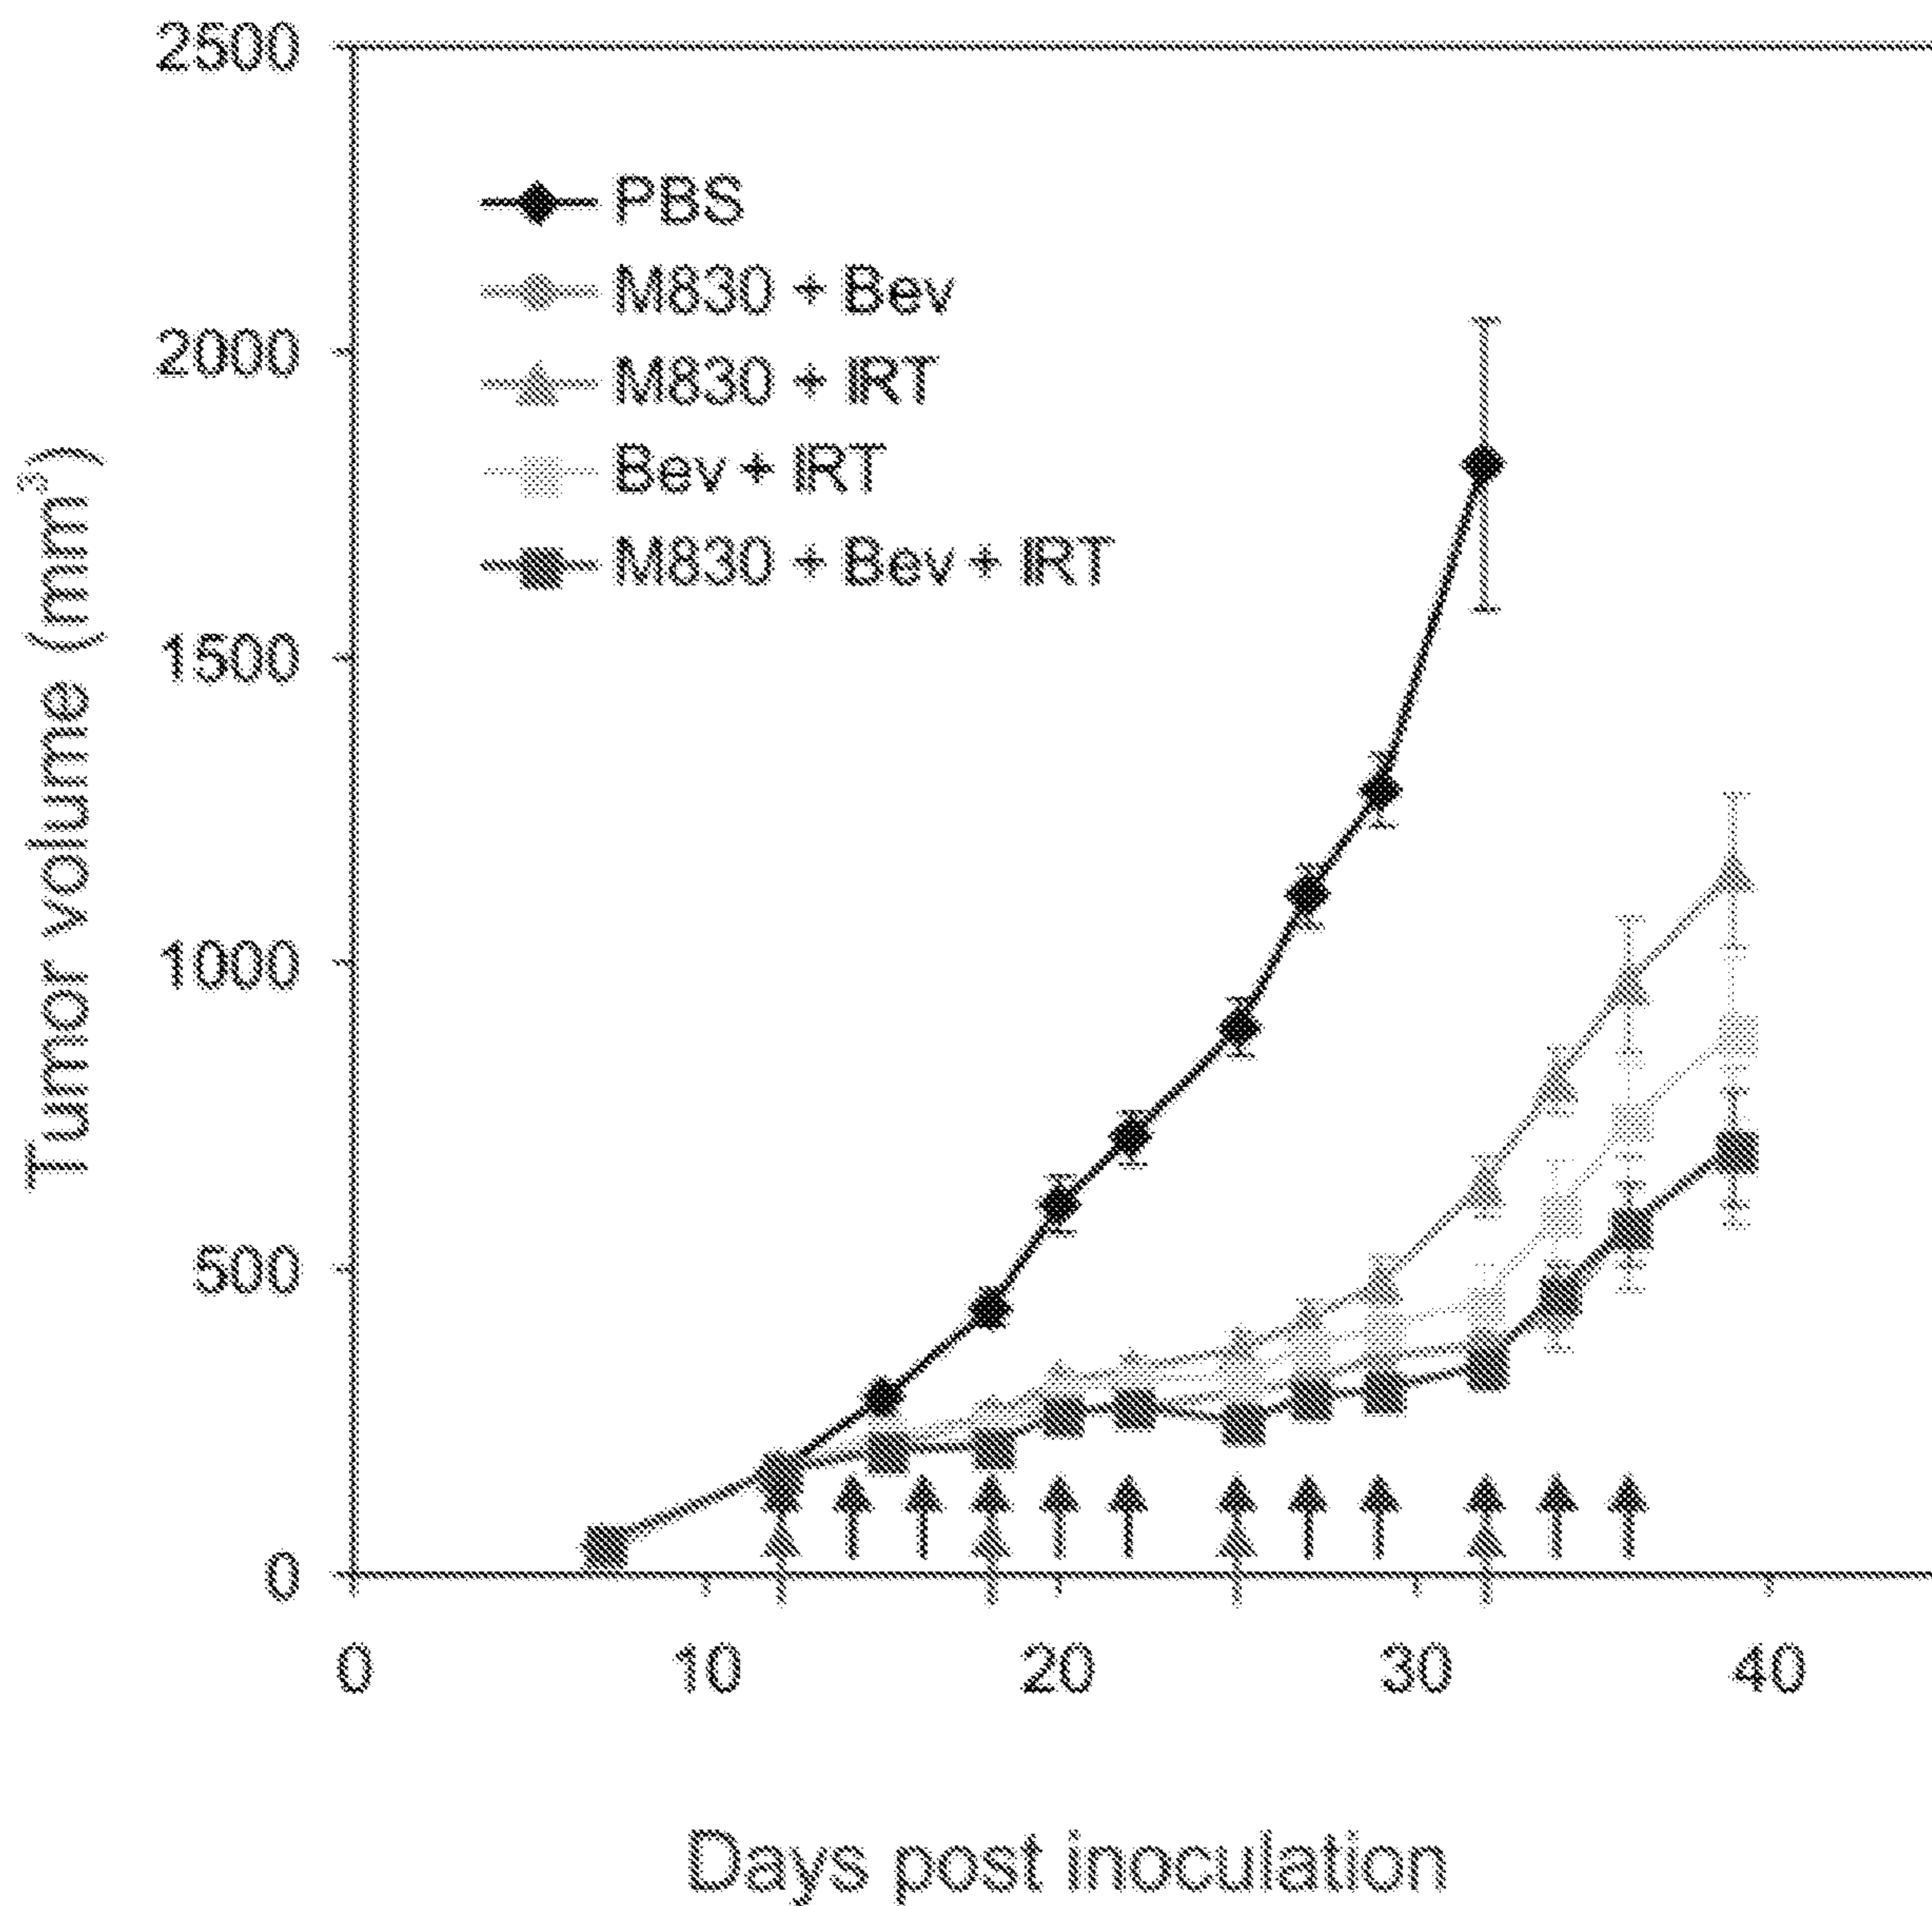 2500
2000
1500
1000
500
0
Tumor volume (mm³)
PBS
M830 + Bev
M830 + IRT
Bev + IRT
M830 + Bev + IRT
0 10 20 30 40
Days post inoculation